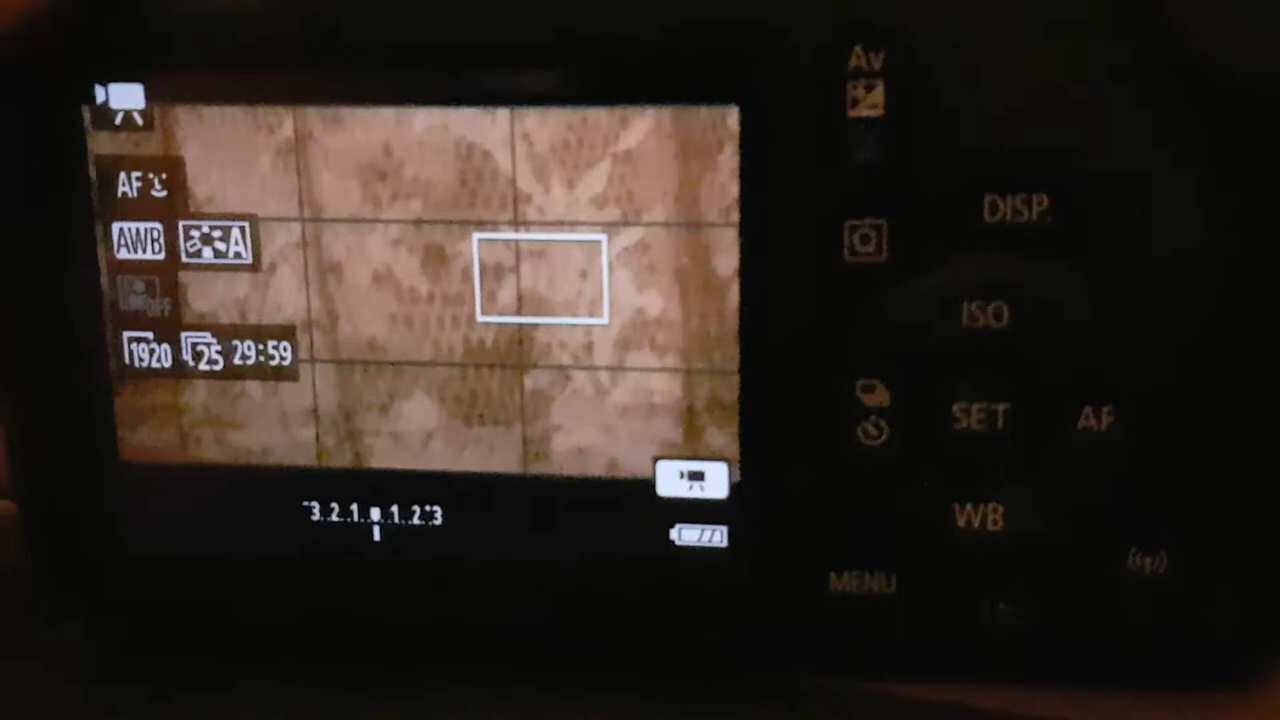 Av
DISP.
AF
AWB
A
OFF
ISO
1920 25 29:59
SET
AF
-3..2..1..0..1..2..+3
WB
MENU